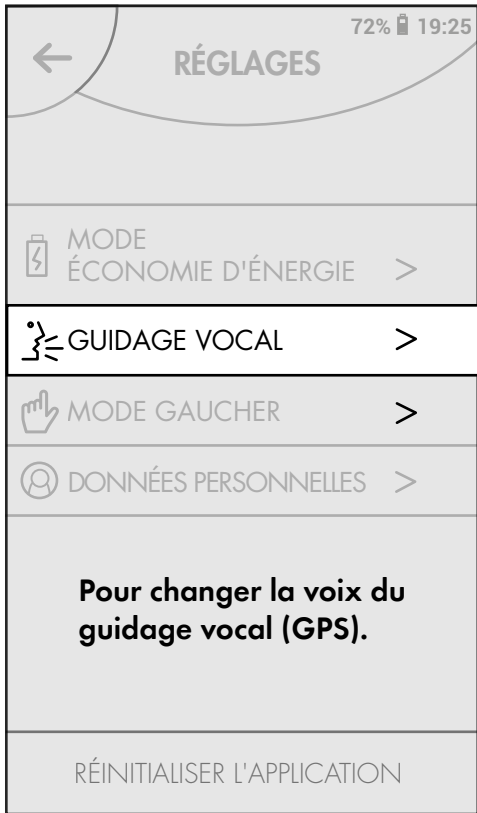 72% 19:25
RÉGLAGES
MODE
ÉCONOMIE D'ÉNERGIE >
GUIDAGE VOCAL >
MODE GAUCHER >
DONNÉES PERSONNELLES >
Pour changer la voix du
guidage vocal (GPS).
RÉINITIALISER L'APPLICATION